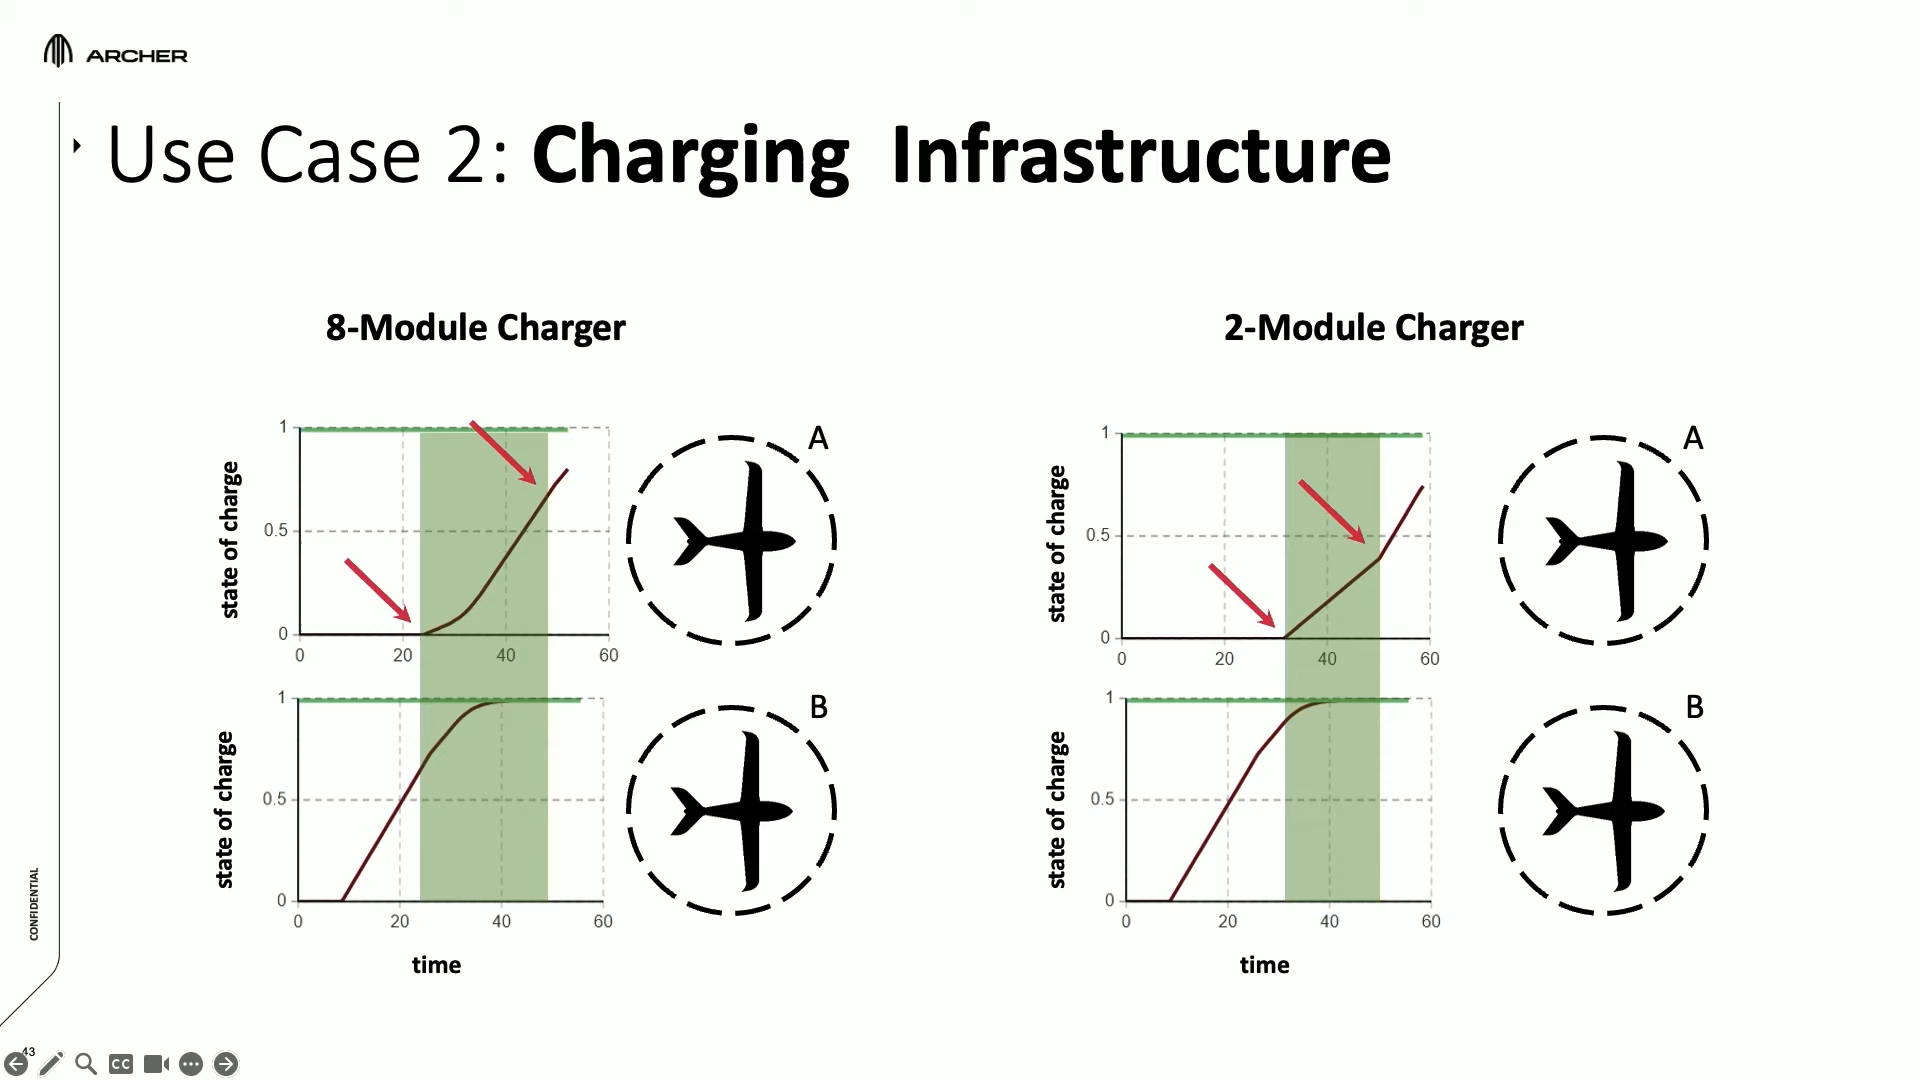 ARCHER
Use Case 2: Charging Infrastructure
8-Module Charger
2-Module Charger
state of charge
1
0.5
0
0
20
40
60
A
state of charge
1
0.5
0
0
20
40
60
A
state of charge
1
0.5
0
0
20
40
60
time
B
state of charge
1
0.5
0
0
20
40
60
time
B
CONFIDENTIAL
43
CC